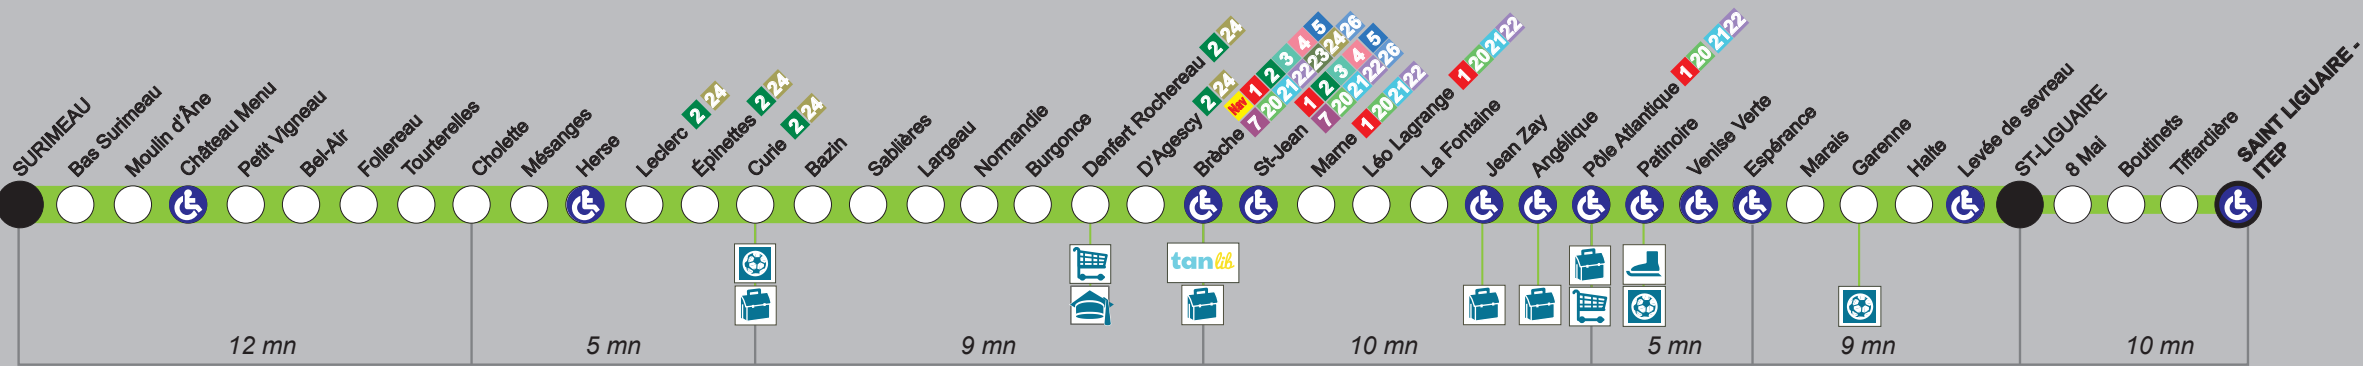 SURIMEAU
Bas Surimeau
Moulin d'Âne
Château Menu
Petit Vigneau
Bel-Air
Follereau
Tourterelles
Cholette
Mésanges
Herse
Leclerc 2 24
Épinettes 2 24
Curie 2 24
Bazin
Sablières
Largeau
Normandie
Burgonce
Denfert Rochereau 2 24
D'Agescy 2 24
Brèche Nav 1 2 3 4 5
7 20 21 22 23 24 26
St-Jean 1 2 3 4 5
7 20 21 22 26
Marne 1 20 21 22
Léo Lagrange 1 20 21 22
La Fontaine
Jean Zay
Angélique
Pôle Atlantique 1 20 21 22
Patinoire
Venise Verte
Espérance
Marais
Garenne
Halte
Levée de sevreau
ST-LIGUAIRE
8 Mai
Boutinets
Tiffardière
SAINT LIGUAIRE -
ITEP
tanlib
12 mn
5 mn
9 mn
10 mn
5 mn
9 mn
10 mn